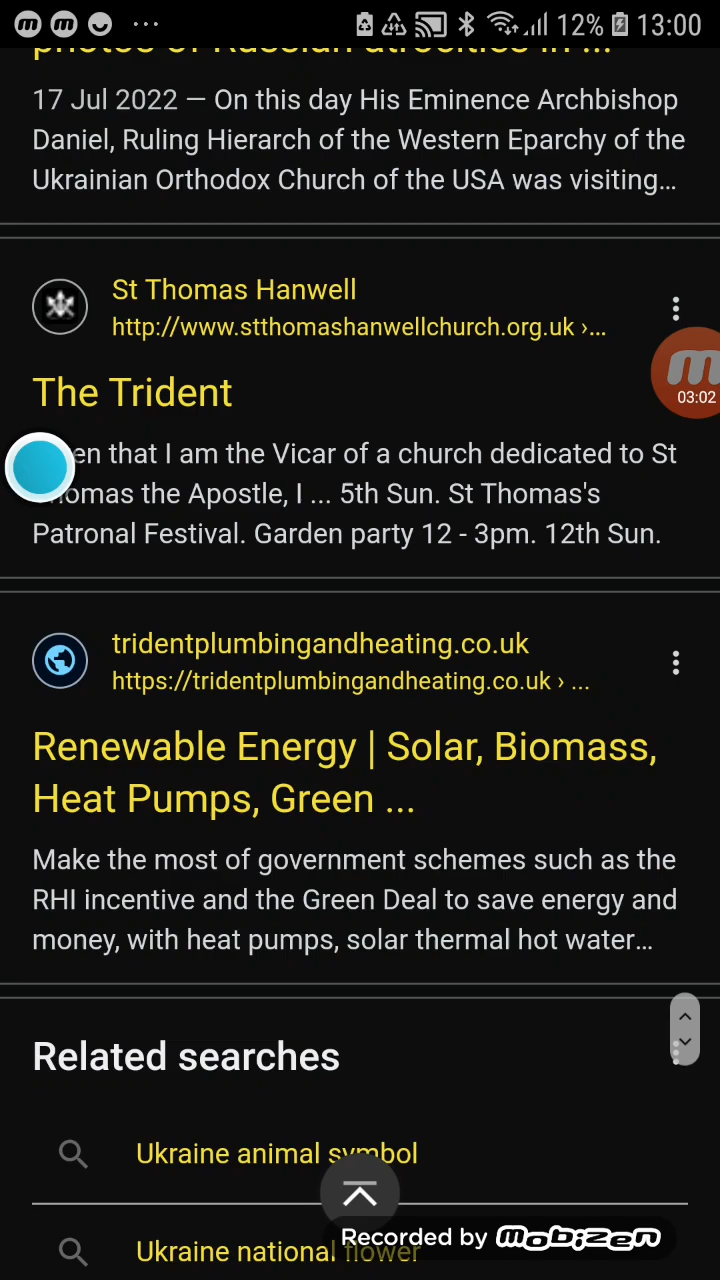 12% 13:00
photos of Russian atrocities in ...
17 Jul 2022 — On this day His Eminence Archbishop
Daniel, Ruling Hierarch of the Western Eparchy of the
Ukrainian Orthodox Church of the USA was visiting...
St Thomas Hanwell
http://www.stthomashanwellchurch.org.uk ›...
03:02
The Trident
en that I am the Vicar of a church dedicated to St
homas the Apostle, I ... 5th Sun. St Thomas's
Patronal Festival. Garden party 12 - 3pm. 12th Sun.
tridentplumbingandheating.co.uk
https://tridentplumbingandheating.co.uk › ...
Renewable Energy | Solar, Biomass,
Heat Pumps, Green ...
Make the most of government schemes such as the
RHI incentive and the Green Deal to save energy and
money, with heat pumps, solar thermal hot water...
Related searches
Ukraine animal symbol
Recorded by mobizen
Ukraine national flower